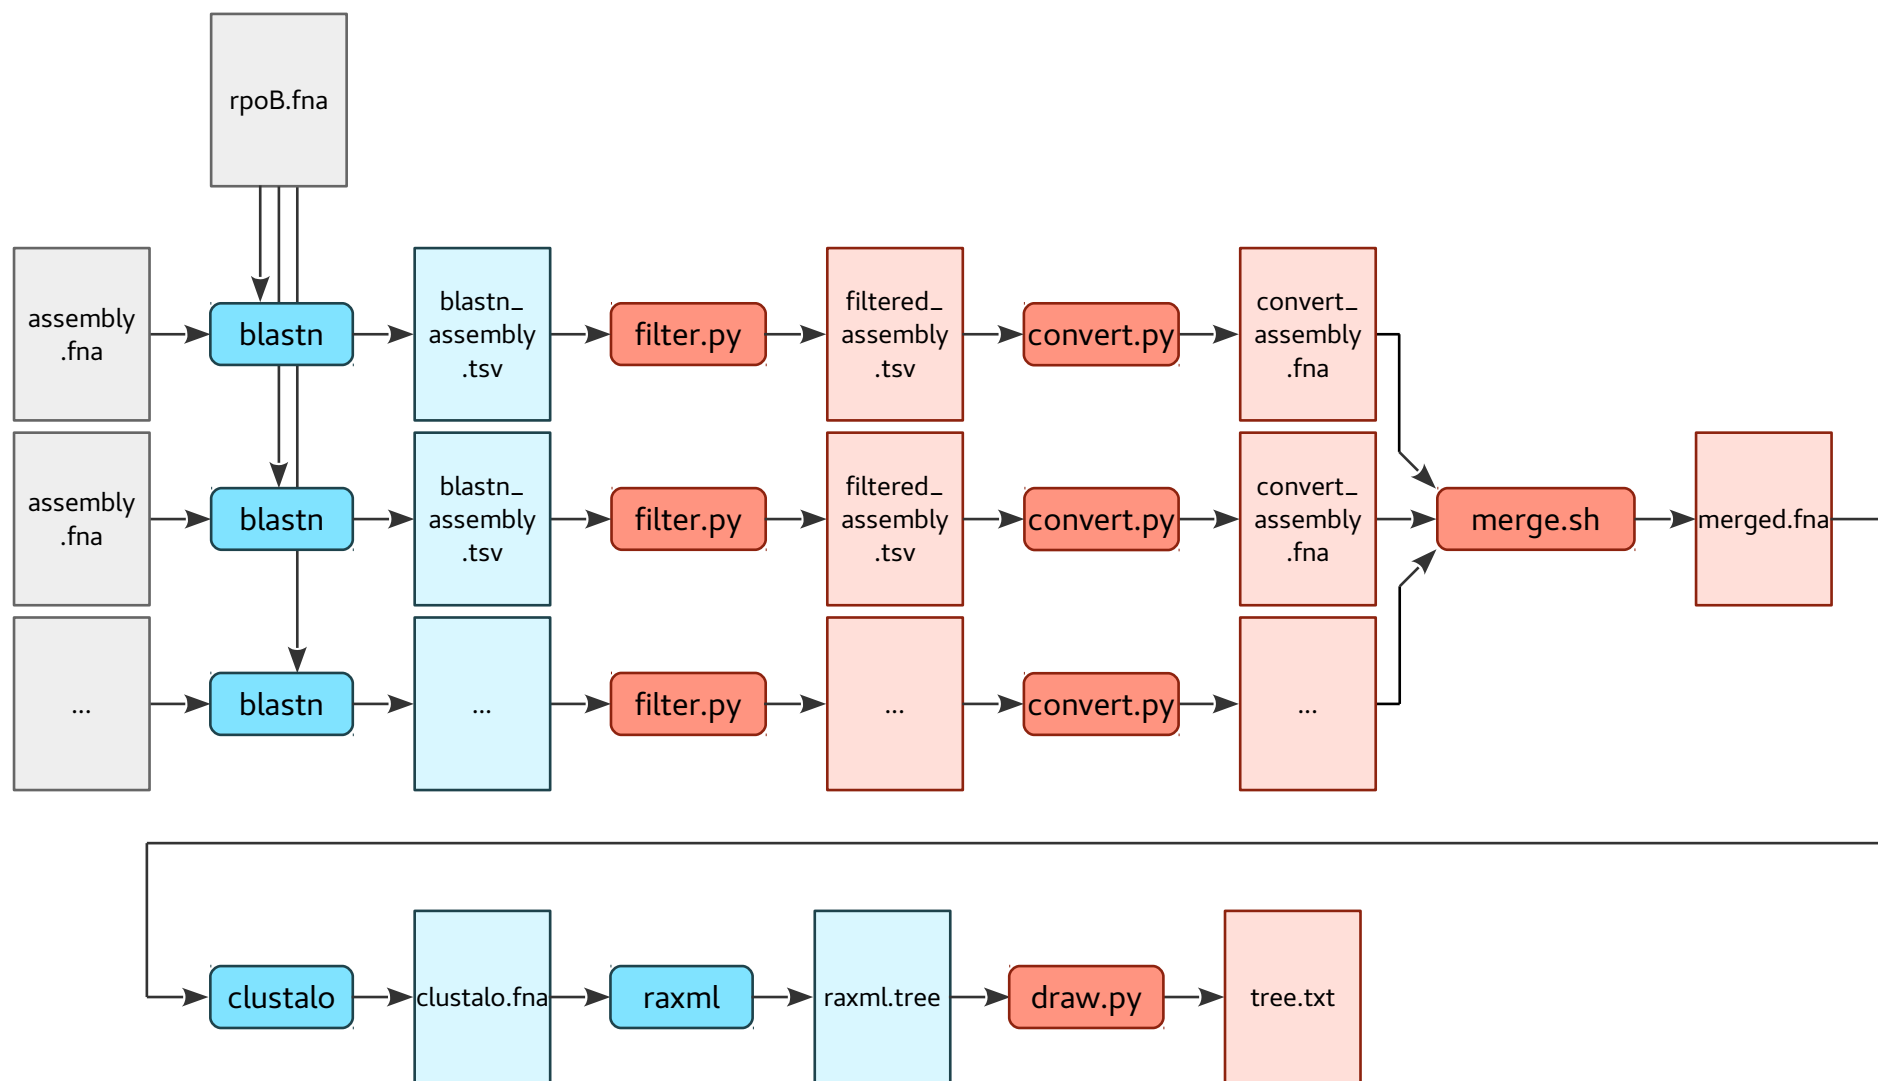 rpoB.fna
assembly
.fna
blastn
blastn_
assembly
.tsv
filter.py
filtered_
assembly
.tsv
convert.py
convert_
assembly
.fna
assembly
.fna
blastn
blastn_
assembly
.tsv
filter.py
filtered_
assembly
.tsv
convert.py
convert_
assembly
.fna
merge.sh
merged.fna
...
blastn
...
filter.py
...
convert.py
...
clustalo
clustalo.fna
raxml
raxml.tree
draw.py
tree.txt